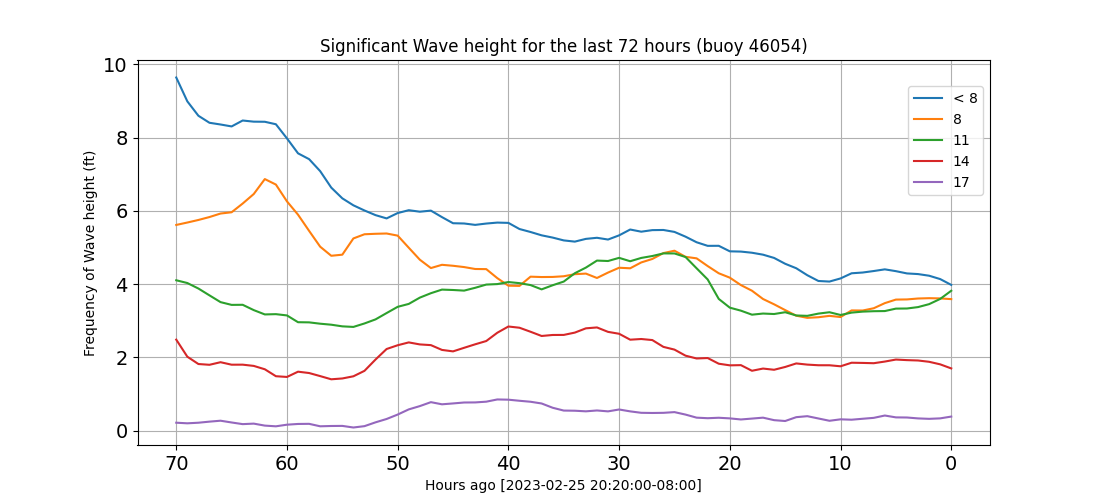 Significant Wave height for the last 72 hours (buoy 46054)
Frequency of Wave height (ft)
10
8
6
4
2
0
< 8
8
11
14
17
70 60 50 40 30 20 10 0
Hours ago [2023-02-25 20:20:00-08:00]